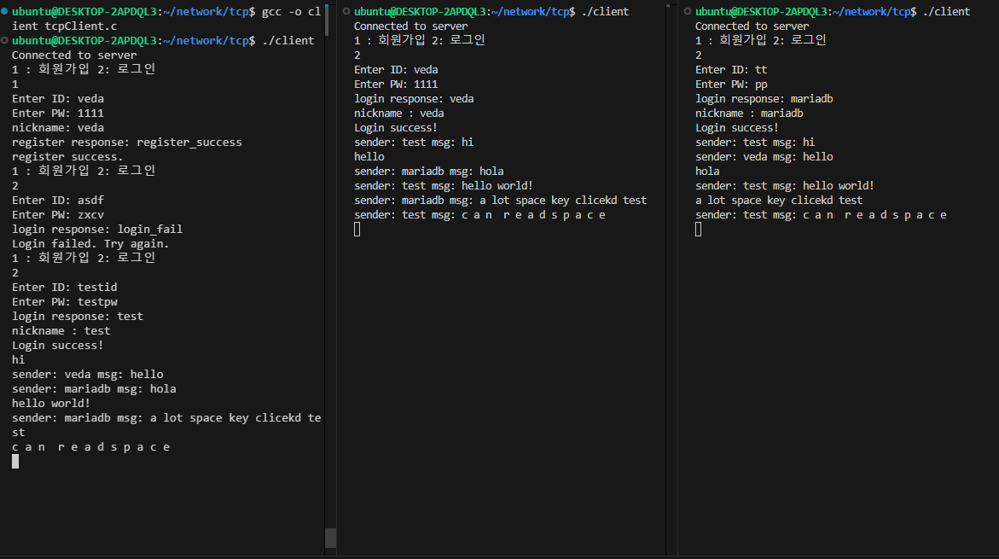 ubuntu@DESKTOP-2APDQL3:~/network/tcp$ gcc -o cl
ient tcpClient.c
ubuntu@DESKTOP-2APDQL3:~/network/tcp$ ./client
Connected to server
1 : 회원가입 2: 로그인
1
Enter ID: veda
Enter PW: 1111
nickname: veda
register response: register_success
register success.
1 : 회원가입 2: 로그인
2
Enter ID: asdf
Enter PW: zxcv
login response: login_fail
Login failed. Try again.
1 : 회원가입 2: 로그인
2
Enter ID: testid
Enter PW: testpw
login response: test
nickname : test
Login success!
hi
sender: veda msg: hello
sender: mariadb msg: hola
hello world!
sender: mariadb msg: a lot space key clicekd te
st
c a n  r e a d s p a c e
ubuntu@DESKTOP-2APDQL3:~/network/tcp$ ./client
Connected to server
1 : 회원가입 2: 로그인
2
Enter ID: veda
Enter PW: 1111
login response: veda
nickname : veda
Login success!
sender: test msg: hi
hello
sender: mariadb msg: hola
sender: test msg: hello world!
sender: mariadb msg: a lot space key clicekd test
sender: test msg: c a n  r e a d s p a c e
ubuntu@DESKTOP-2APDQL3:~/network/tcp$ ./client
Connected to server
1 : 회원가입 2: 로그인
2
Enter ID: tt
Enter PW: pp
login response: mariadb
nickname : mariadb
Login success!
sender: test msg: hi
sender: veda msg: hello
hola
sender: test msg: hello world!
a lot space key clicekd test
sender: test msg: c a n  r e a d s p a c e